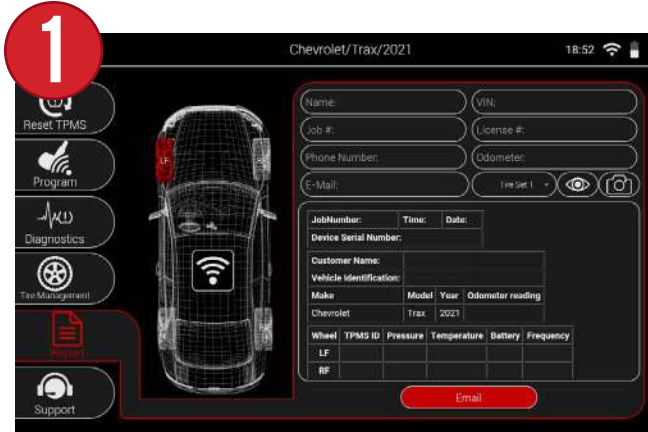 1
Chevrolet/Trax/2021
18:52
Reset TPMS
Program
Diagnostics
Tire Management
Report
Support
LF
Name:
VIN:
Job #:
License #:
Phone Number:
Odometer:
E-Mail:
Tire Set 1
JobNumber: Time: Date:
Device Serial Number:
Customer Name:
Vehicle Identification:
Make Model Year Odometer reading
Chevrolet Trax 2021
Wheel TPMS ID Pressure Temperature Battery Frequency
LF
RF
Email